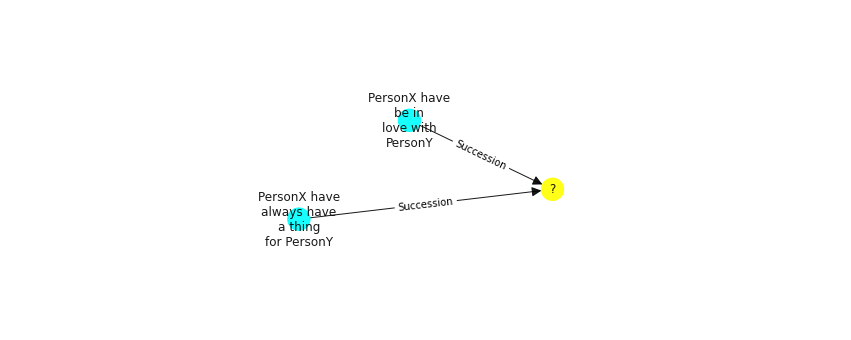 PersonX have
be in
love with
PersonY
Succession
?
PersonX have
always have
a thing
for PersonY
Succession